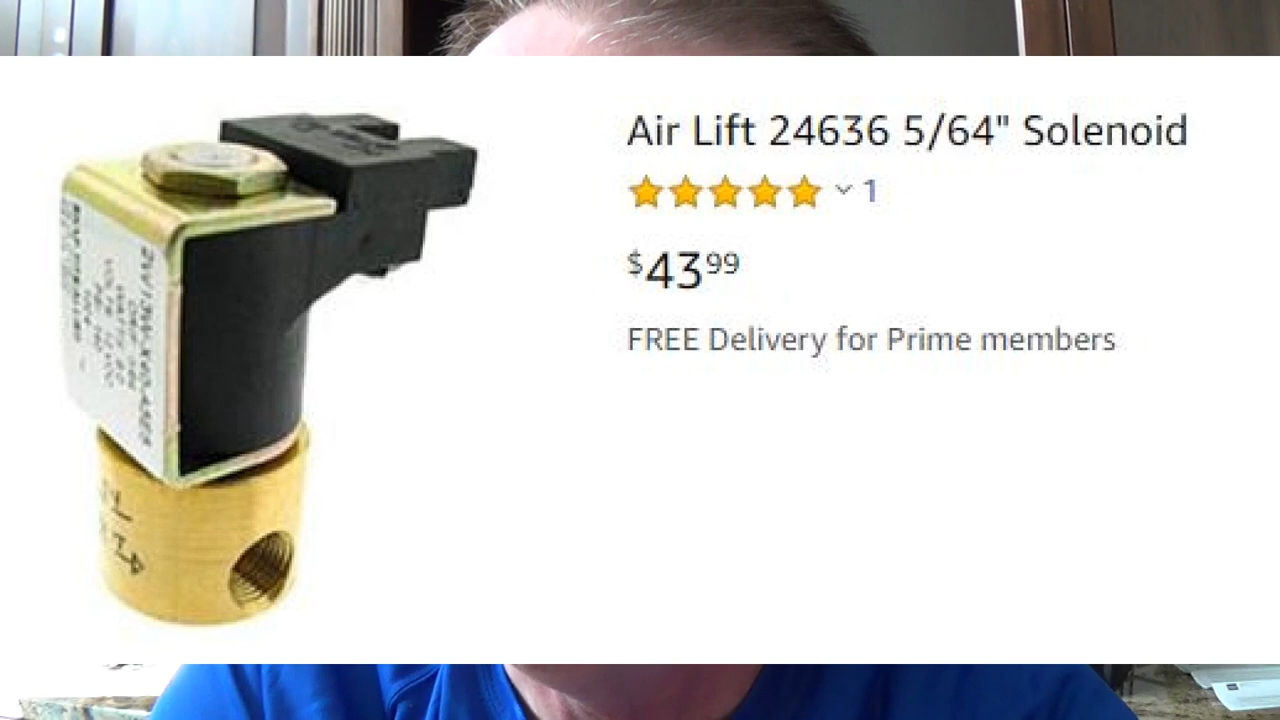 Air Lift 24636 5/64" Solenoid
1
$43 99
FREE Delivery for Prime members